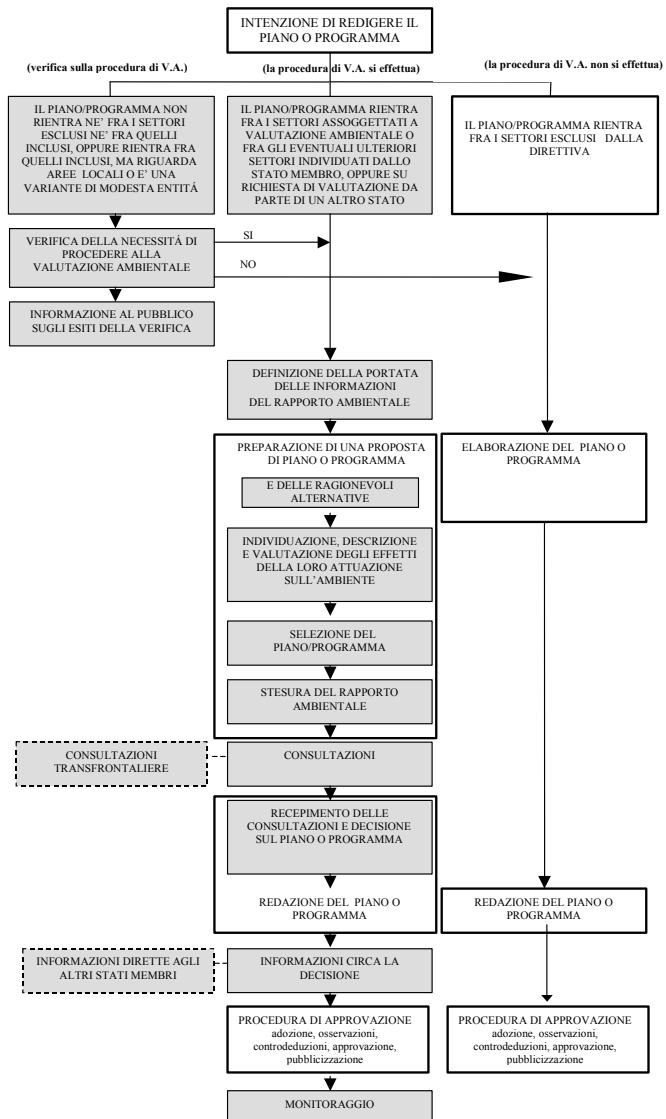 INTENZIONE DI REDIGERE IL
PIANO O PROGRAMMA
(verifica sulla procedura di V.A.)
(la procedura di V.A. si effettua)
(la procedura di V.A. non si effettua)
IL PIANO/PROGRAMMA NON
RIENTRA NE' FRA I SETTORI
ESCLUSI NE' FRA QUELLI
INCLUSI, OPPURE RIENTRA FRA
QUELLI INCLUSI, MA RIGUARDA
AREE LOCALI O E' UNA
VARIANTE DI MODESTA ENTITÁ
IL PIANO/PROGRAMMA RIENTRA
FRA I SETTORI ASSOGGETTATI A
VALUTAZIONE AMBIENTALE O
FRA GLI EVENTUALI ULTERIORI
SETTORI INDIVIDUATI DALLO
STATO MEMBRO, OPPURE SU
RICHIESTA DI VALUTAZIONE DA
PARTE DI UN ALTRO STATO
IL PIANO/PROGRAMMA RIENTRA
FRA I SETTORI ESCLUSI DALLA
DIRETTIVA
VERIFICA DELLA NECESSITÁ DI
PROCEDERE ALLA
VALUTAZIONE AMBIENTALE
SI
NO
INFORMAZIONE AL PUBBLICO
SUGLI ESITI DELLA VERIFICA
DEFINIZIONE DELLA PORTATA
DELLE INFORMAZIONI
DEL RAPPORTO AMBIENTALE
PREPARAZIONE DI UNA PROPOSTA
DI PIANO O PROGRAMMA
E DELLE RAGIONEVOLI
ALTERNATIVE
ELABORAZIONE DEL PIANO O
PROGRAMMA
INDIVIDUAZIONE, DESCRIZIONE
E VALUTAZIONE DEGLI EFFETTI
DELLA LORO ATTUAZIONE
SULL'AMBIENTE
SELEZIONE DEL
PIANO/PROGRAMMA
STESURA DEL RAPPORTO
AMBIENTALE
CONSULTAZIONI
TRANSFRONTALIERE
CONSULTAZIONI
RECEPIMENTO DELLE
CONSULTAZIONI E DECISIONE
SUL PIANO O PROGRAMMA
REDAZIONE DEL PIANO O
PROGRAMMA
REDAZIONE DEL PIANO O
PROGRAMMA
INFORMAZIONI DIRETTE AGLI
ALTRI STATI MEMBRI
INFORMAZIONI CIRCA LA
DECISIONE
PROCEDURA DI APPROVAZIONE
adozione, osservazioni,
controdeduzioni, approvazione,
pubblicizzazione
PROCEDURA DI APPROVAZIONE
adozione, osservazioni,
controdeduzioni, approvazione,
pubblicizzazione
MONITORAGGIO